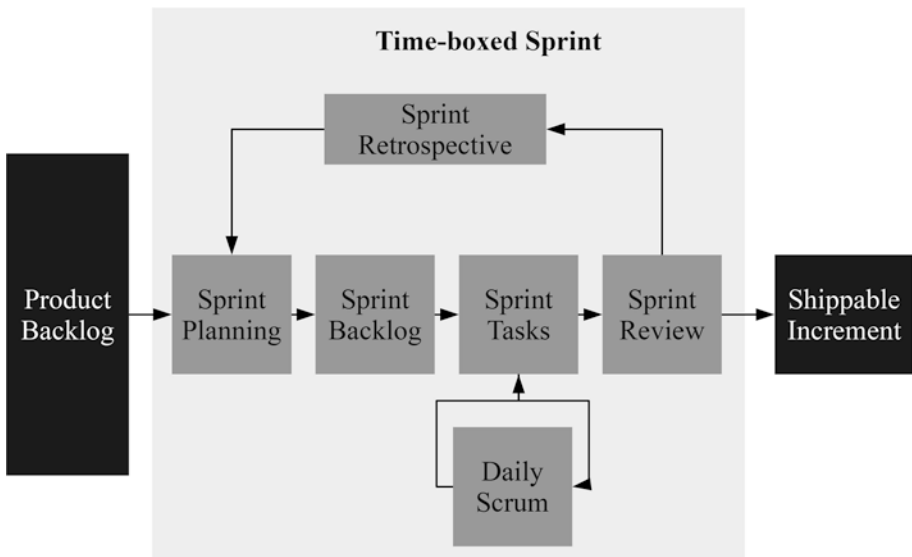 Time-boxed Sprint
Sprint
Retrospective
Product
Backlog
Sprint
Planning
Sprint
Backlog
Sprint
Tasks
Sprint
Review
Shippable
Increment
Daily
Scrum